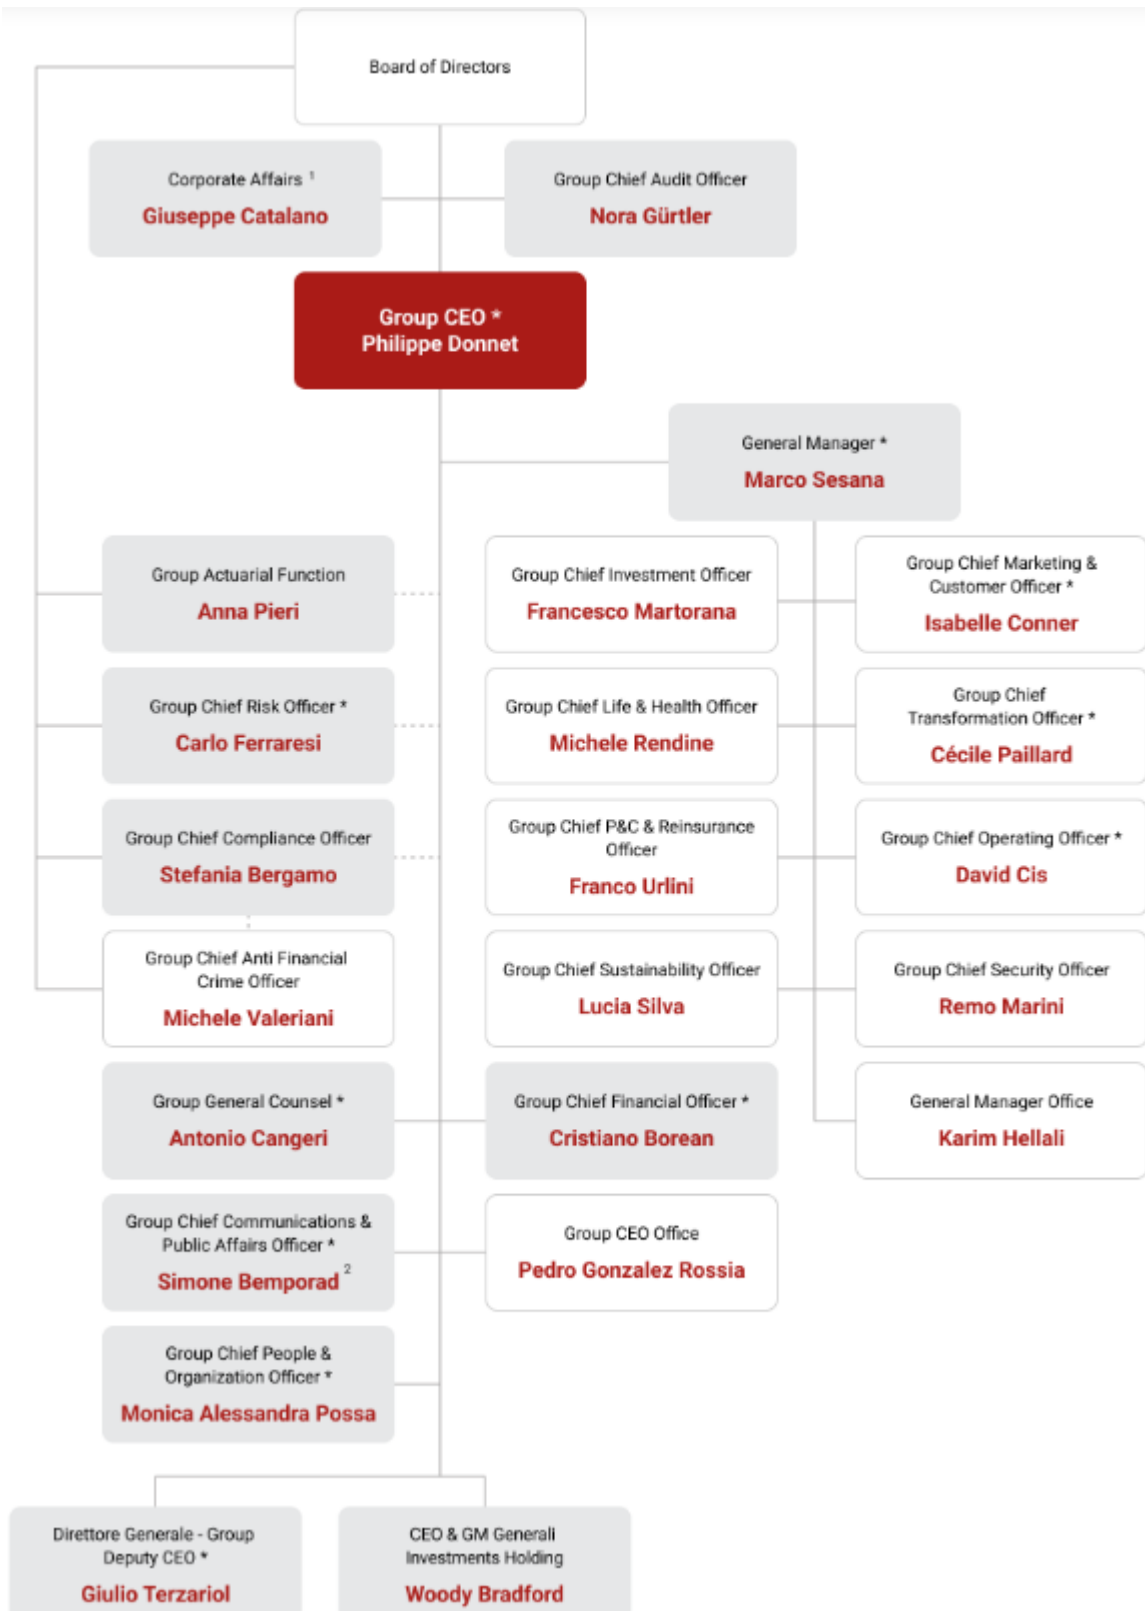 Board of Directors
Corporate Affairs ¹
Giuseppe Catalano
Group Chief Audit Officer
Nora Gürtler
Group CEO *
Philippe Donnet
General Manager *
Marco Sesana
Group Actuarial Function
Anna Pieri
Group Chief Investment Officer
Francesco Martorana
Group Chief Marketing &
Customer Officer *
Isabelle Conner
Group Chief Risk Officer *
Carlo Ferraresi
Group Chief Life & Health Officer
Michele Rendine
Group Chief
Transformation Officer *
Cécile Paillard
Group Chief Compliance Officer
Stefania Bergamo
Group Chief P&C & Reinsurance
Officer
Franco Urlini
Group Chief Operating Officer *
David Cis
Group Chief Anti Financial
Crime Officer
Michele Valeriani
Group Chief Sustainability Officer
Lucia Silva
Group Chief Security Officer
Remo Marini
Group General Counsel *
Antonio Cangeri
Group Chief Financial Officer *
Cristiano Borean
General Manager Office
Karim Hellali
Group Chief Communications &
Public Affairs Officer *
Simone Bemporad ²
Group CEO Office
Pedro Gonzalez Rossia
Group Chief People &
Organization Officer *
Monica Alessandra Possa
Direttore Generale - Group
Deputy CEO *
Giulio Terzariol
CEO & GM Generali
Investments Holding
Woody Bradford